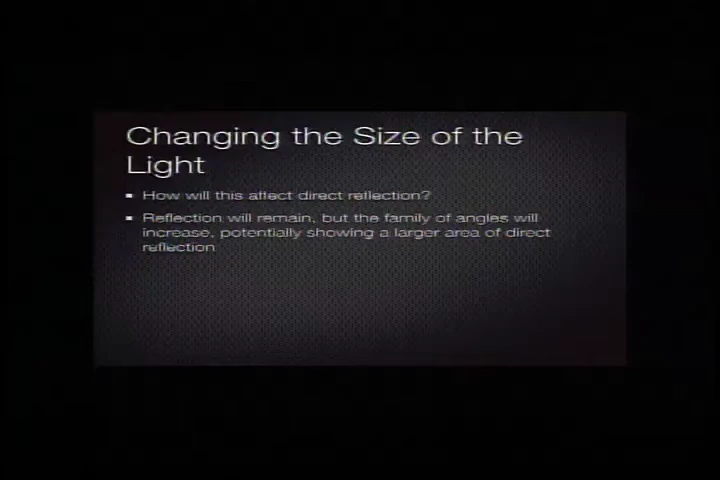 Changing the Size of the
Light
How will this affect direct reflection?
Reflection will remain, but the family of angles will
increase, potentially showing a larger area of direct
reflection